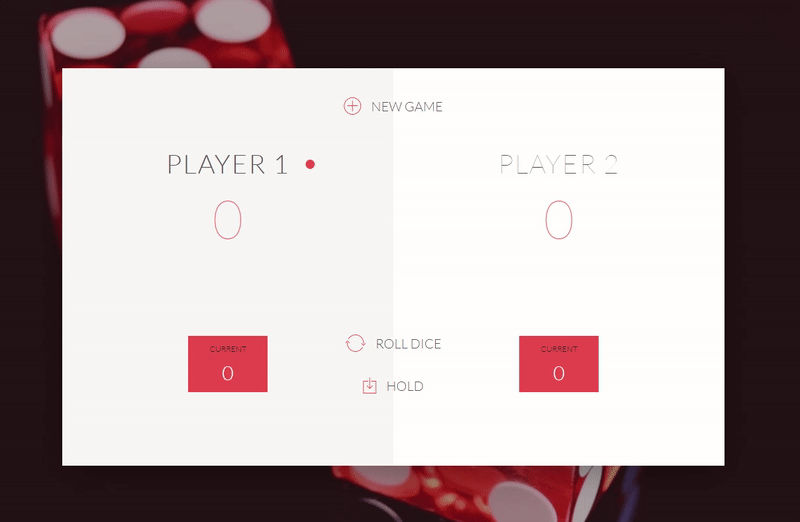 NEW GAME
PLAYER 1
PLAYER 2
0
0
CURRENT
0
CURRENT
0
ROLL DICE
HOLD